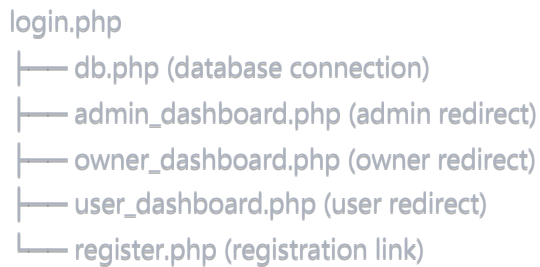 login.php
├── db.php (database connection)
├── admin_dashboard.php (admin redirect)
├── owner_dashboard.php (owner redirect)
├── user_dashboard.php (user redirect)
└── register.php (registration link)